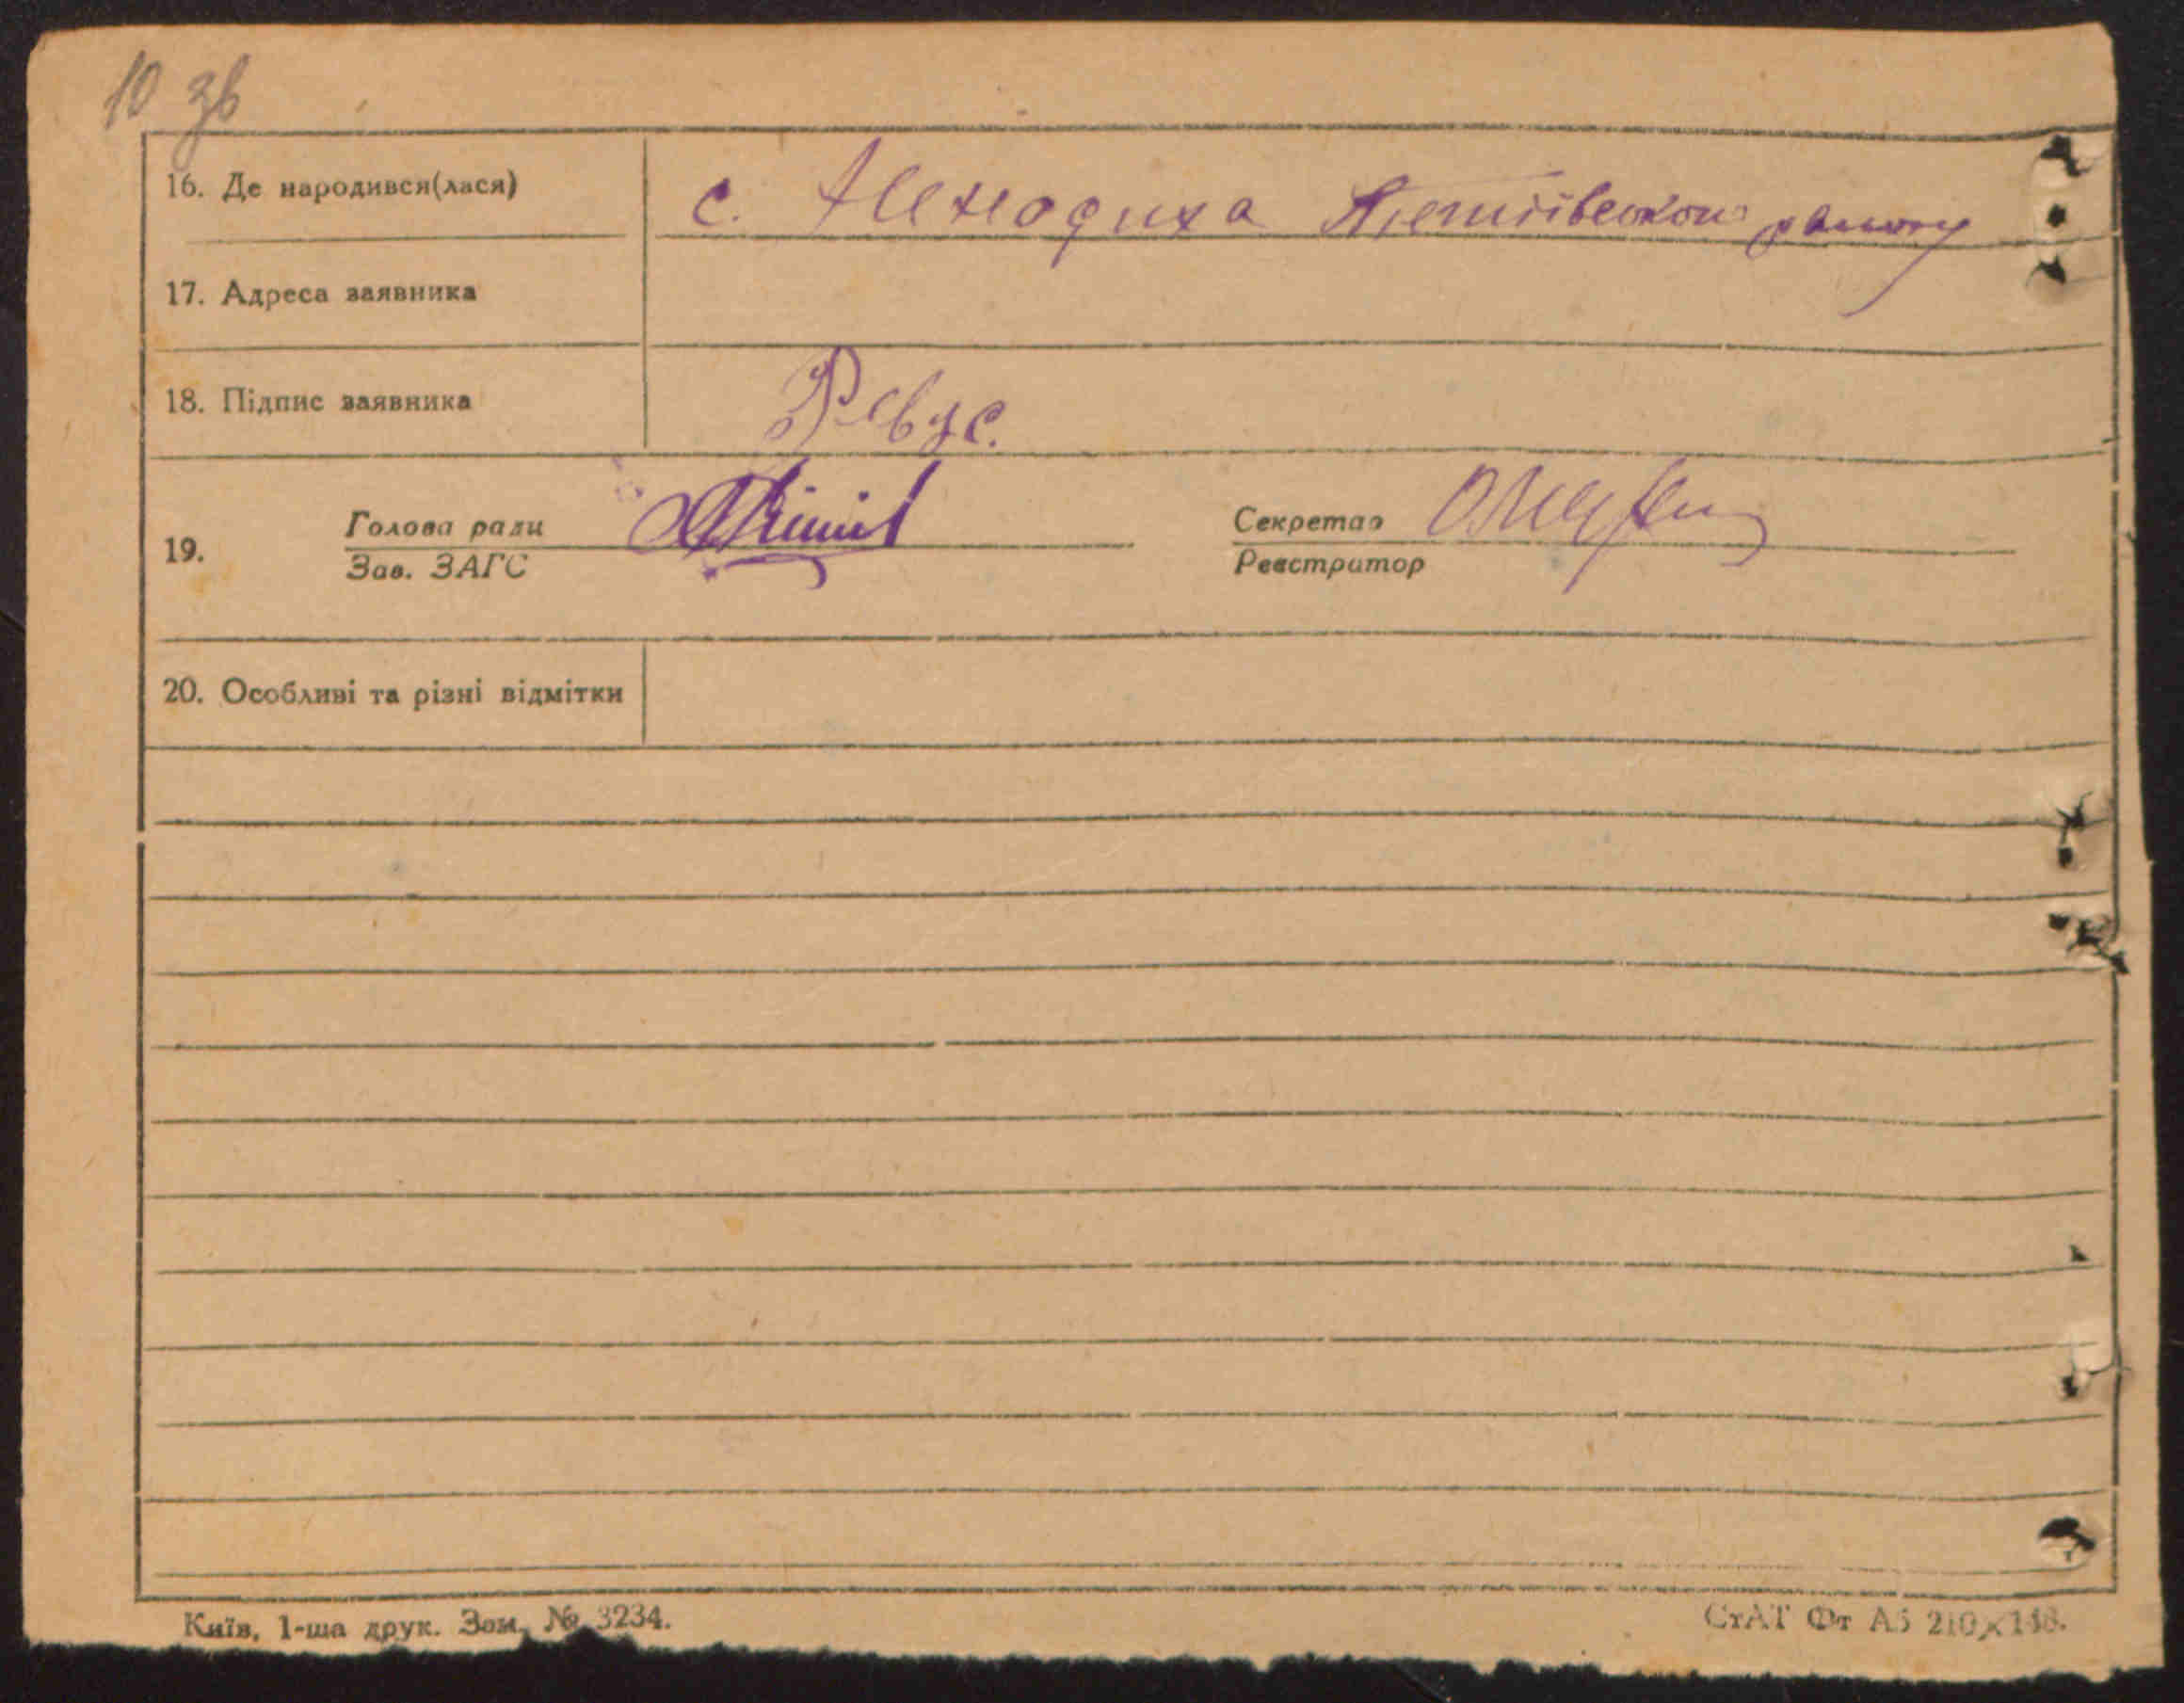 10 зв
16. Де народився(лася)
с.
17. Адреса заявника
18. Підпис заявника
19.
Голова ради
Секретар
Зав. ЗАГС
Реєстратор
20. Особливі та різні відмітки
Київ, 1-ша друк. Зам. № 3234.
СтАТ Фт А5 210×148.